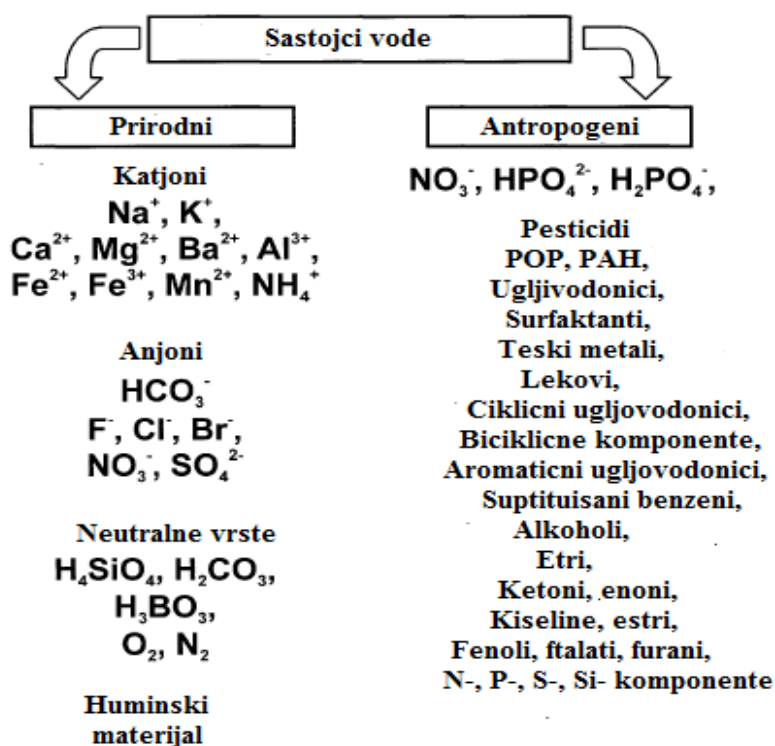 Sastojci vode
Prirodni
Katjoni
Na⁺, K⁺,
Ca²⁺, Mg²⁺, Ba²⁺, Al³⁺,
Fe²⁺, Fe³⁺, Mn²⁺, NH₄⁺
Anjoni
HCO₃⁻
F⁻, Cl⁻, Br⁻,
NO₃⁻, SO₄²⁻
Neutralne vrste
H₄SiO₄, H₂CO₃,
H₃BO₃,
O₂, N₂
Huminski
materijal
Antropogeni
NO₃⁻, HPO₄²⁻, H₂PO₄⁻,
Pesticidi
POP, PAH,
Ugljivodonici,
Surfaktanti,
Teski metali,
Lekovi,
Ciklicni ugljovodonici,
Biciklicne komponente,
Aromaticni ugljovodonici,
Suptituisani benzeni,
Alkoholi,
Etri,
Ketoni, enoni,
Kiseline, estri,
Fenoli, ftalati, furani,
N-, P-, S-, Si- komponente